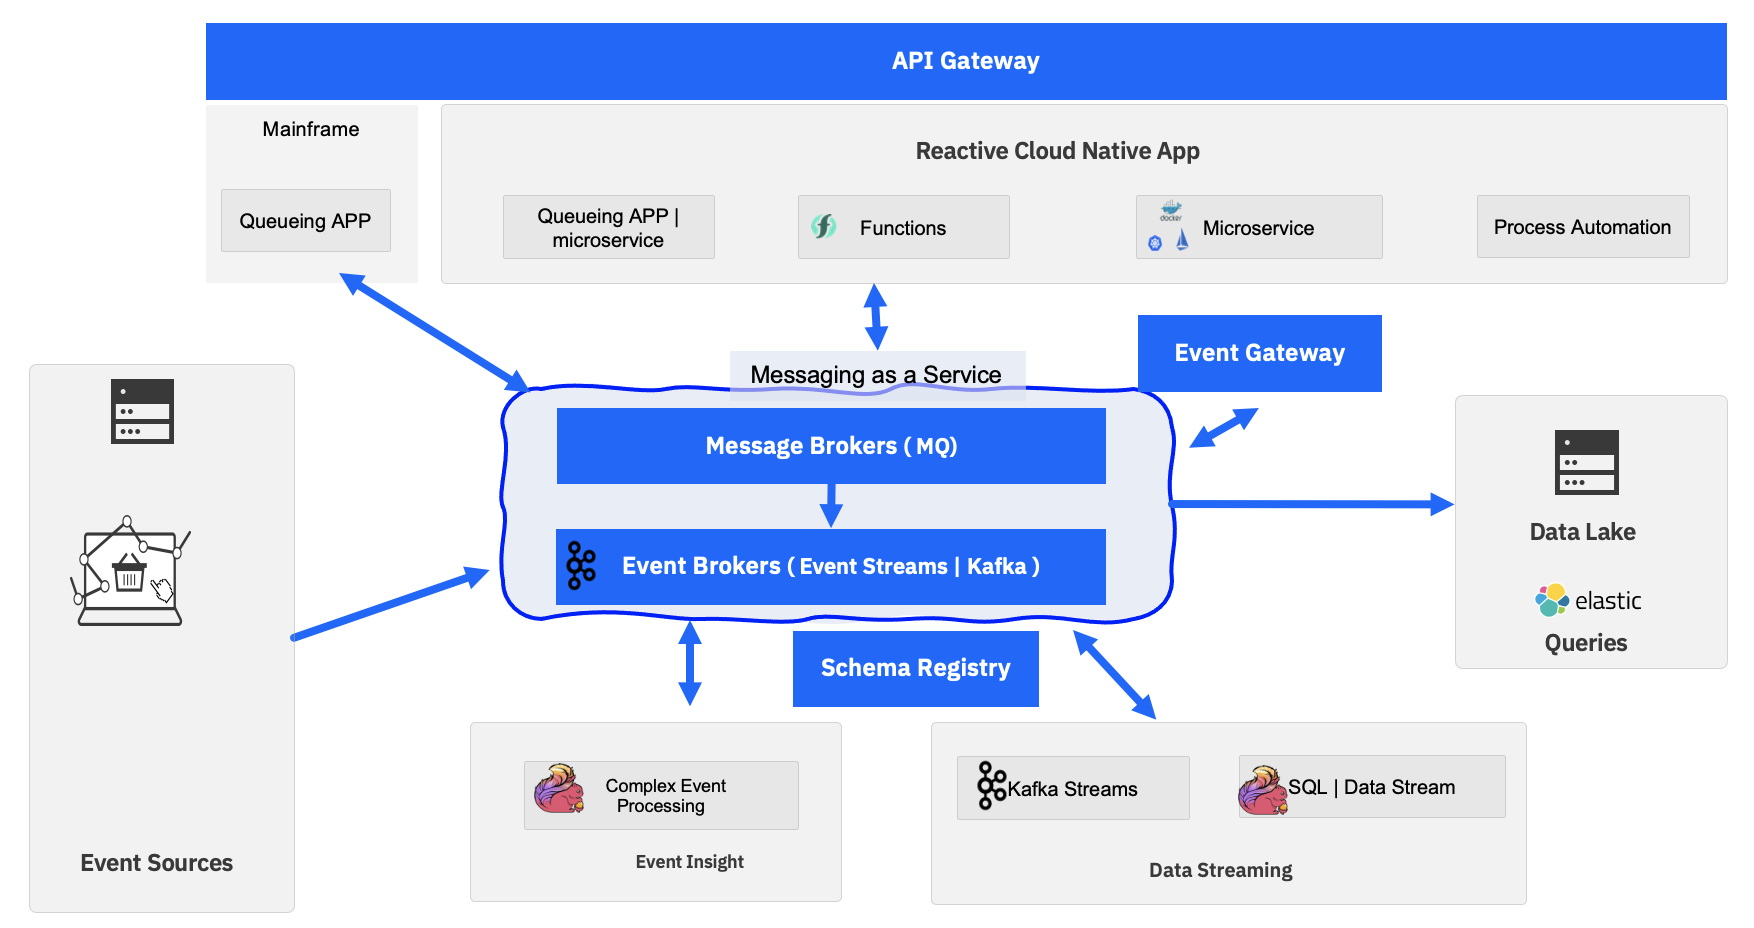 API Gateway
Mainframe
Queueing APP
Reactive Cloud Native App
Queueing APP |
microservice
Functions
docker
Microservice
Process Automation
Event Gateway
Messaging as a Service
Message Brokers ( MQ)
Event Brokers ( Event Streams | Kafka )
Schema Registry
Event Sources
Data Lake
elastic
Queries
Complex Event
Processing
Event Insight
Kafka Streams
SQL | Data Stream
Data Streaming